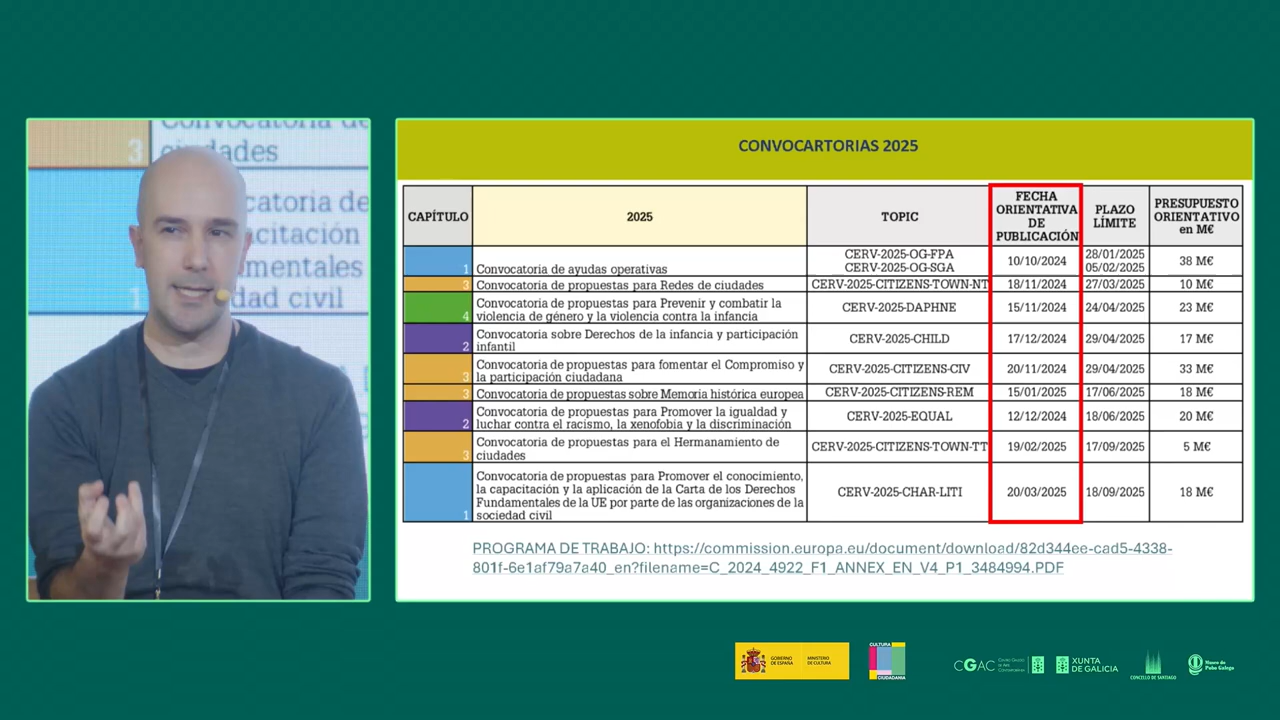 ciudades
3
catoria de
acitación
mentales
dad civil
1
CONVOCARTORIAS 2025
CAPÍTULO
2025
TOPIC
FECHA
ORIENTATIVA
DE
PUBLICACIÓN
PLAZO
LÍMITE
PRESUPUESTO
ORIENTATIVO
en M€
1
Convocatoria de ayudas operativas
CERV-2025-OG-FPA
CERV-2025-OG-SGA
10/10/2024
28/01/2025
05/02/2025
38 M€
3
Convocatoria de propuestas para Redes de ciudades
CERV-2025-CITIZENS-TOWN-NT
18/11/2024
27/03/2025
10 M€
4
Convocatoria de propuestas para Prevenir y combatir la
violencia de género y la violencia contra la infancia
CERV-2025-DAPHNE
15/11/2024
24/04/2025
23 M€
2
Convocatoria sobre Derechos de la infancia y participación
infantil
CERV-2025-CHILD
17/12/2024
29/04/2025
17 M€
3
Convocatoria de propuestas para fomentar el Compromiso y
la participación ciudadana
CERV-2025-CITIZENS-CIV
20/11/2024
29/04/2025
33 M€
3
Convocatoria de propuestas sobre Memoria histórica europea
CERV-2025-CITIZENS-REM
15/01/2025
17/06/2025
18 M€
2
Convocatoria de propuestas para Promover la igualdad y
luchar contra el racismo, la xenofobia y la discriminación
CERV-2025-EQUAL
12/12/2024
18/06/2025
20 M€
3
Convocatoria de propuestas para el Hermanamiento de
ciudades
CERV-2025-CITIZENS-TOWN-TT
19/02/2025
17/09/2025
5 M€
1
Convocatoria de propuestas para Promover el conocimiento,
la capacitación y la aplicación de la Carta de los Derechos
Fundamentales de la UE por parte de las organizaciones de la
sociedad civil
CERV-2025-CHAR-LITI
20/03/2025
18/09/2025
18 M€
PROGRAMA DE TRABAJO: https://commission.europa.eu/document/download/82d344ee-cad5-4338-
801f-6e1af79a7a40_en?filename=C_2024_4922_F1_ANNEX_EN_V4_P1_3484994.PDF
GOBIERNO
DE ESPAÑA
MINISTERIO
DE CULTURA
CULTURA
CIUDADANÍA
CGAC
XUNTA
DE GALICIA
CONCELLO DE SANTIAGO
Museo do
Pobo Galego